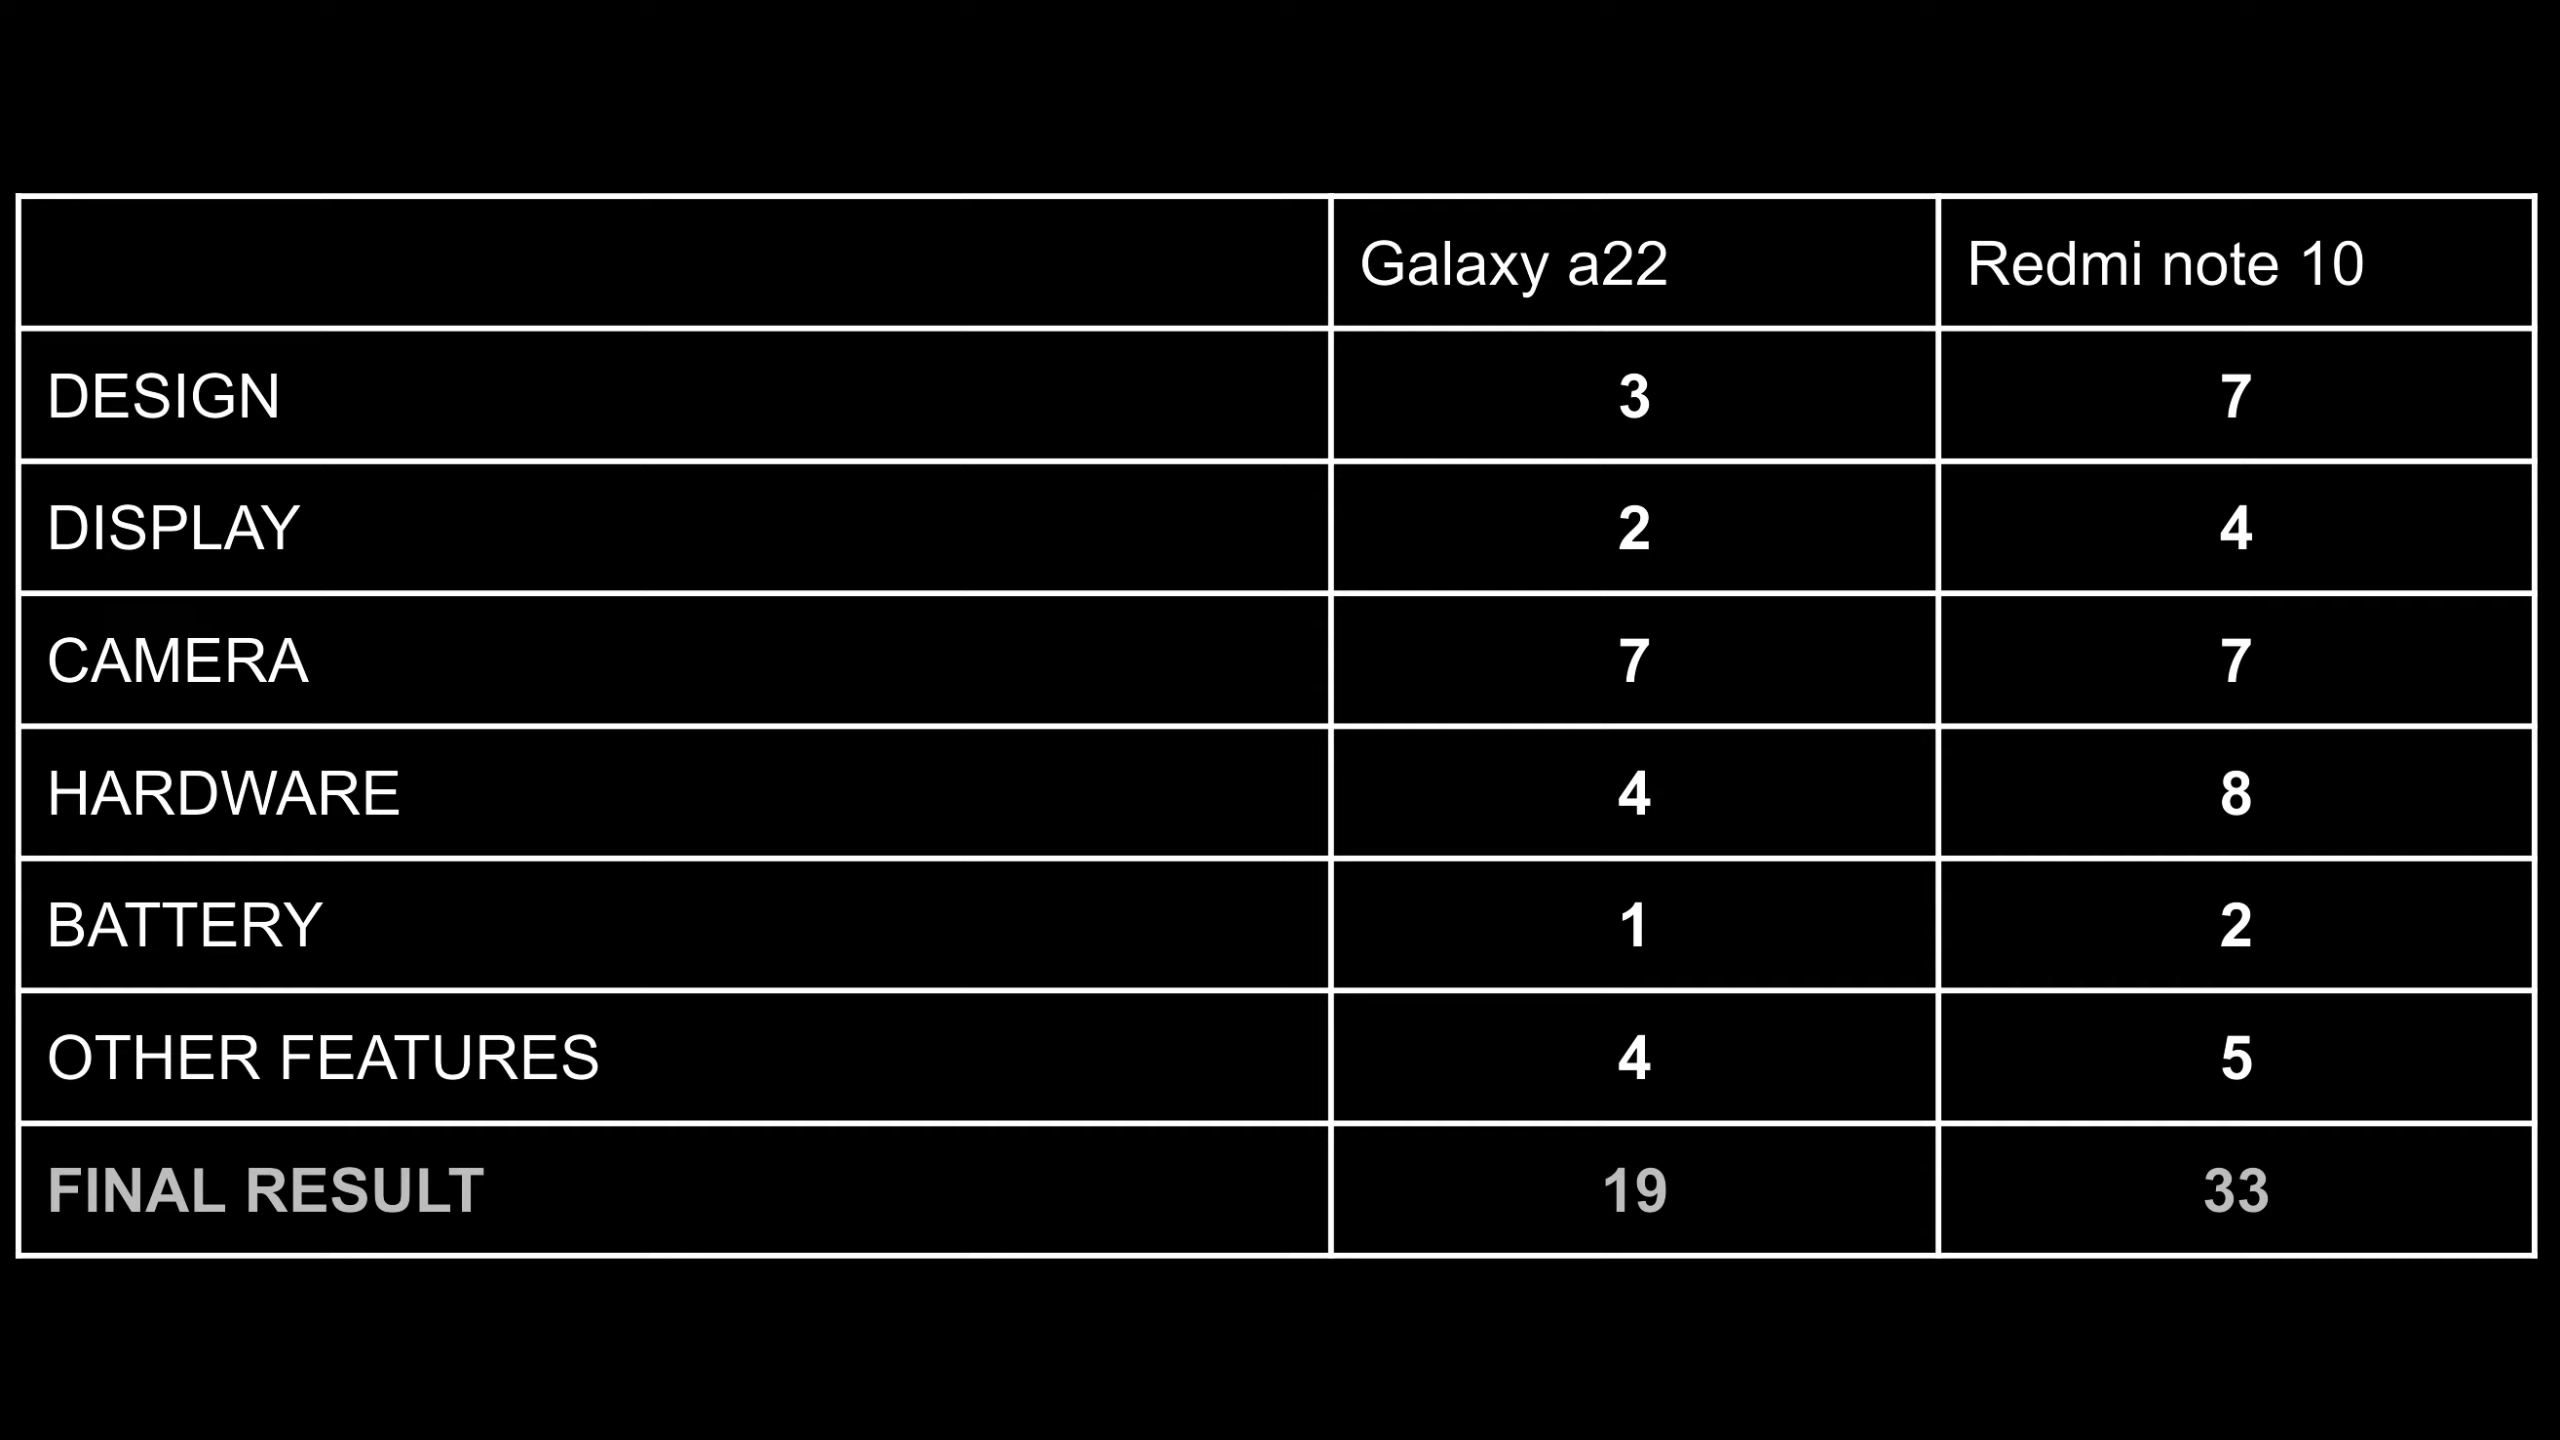 Galaxy a22 Redmi note 10
DESIGN 3 7
DISPLAY 2 4
CAMERA 7 7
HARDWARE 4 8
BATTERY 1 2
OTHER FEATURES 4 5
FINAL RESULT 19 33